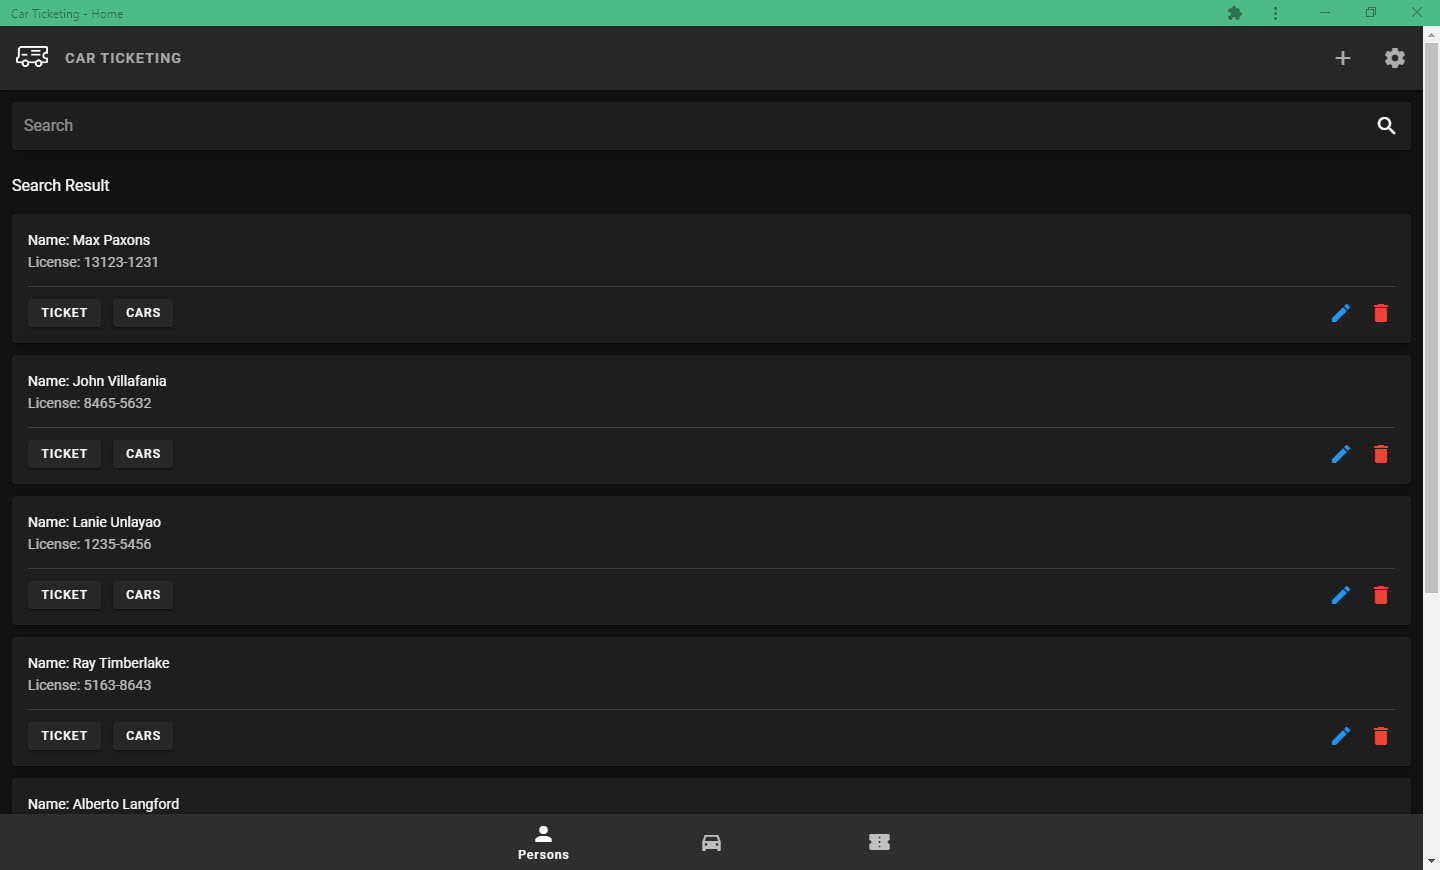 Car Ticketing - Home
CAR TICKETING
Search
Search Result
Name: Max Paxons
License: 13123-1231
TICKET CARS
Name: John Villafania
License: 8465-5632
TICKET CARS
Name: Lanie Unlayao
License: 1235-5456
TICKET CARS
Name: Ray Timberlake
License: 5163-8643
TICKET CARS
Name: Alberto Langford
Persons